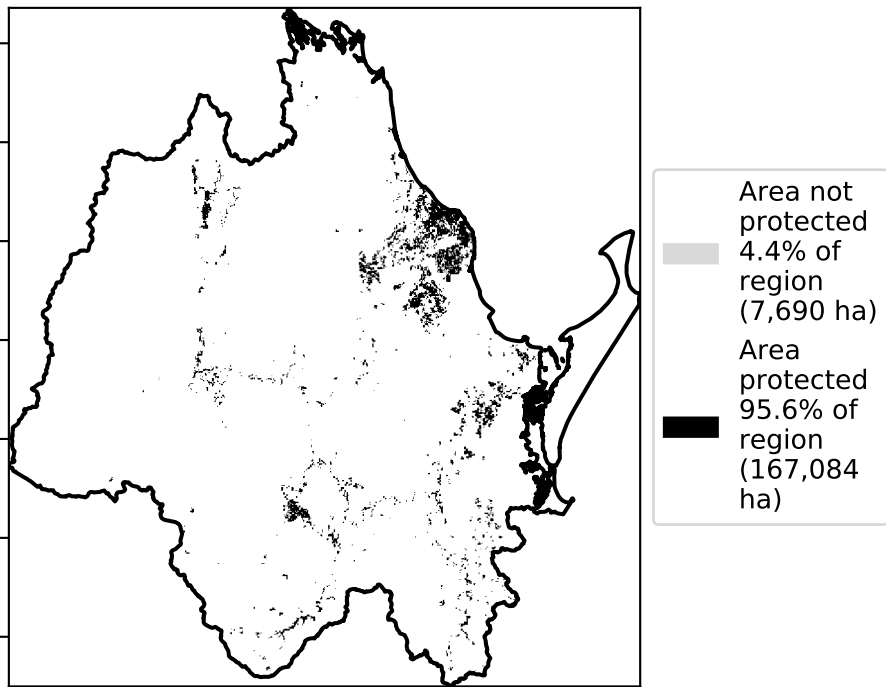 Area not
protected
4.4% of
region
(7,690 ha)
Area
protected
95.6% of
region
(167,084
ha)